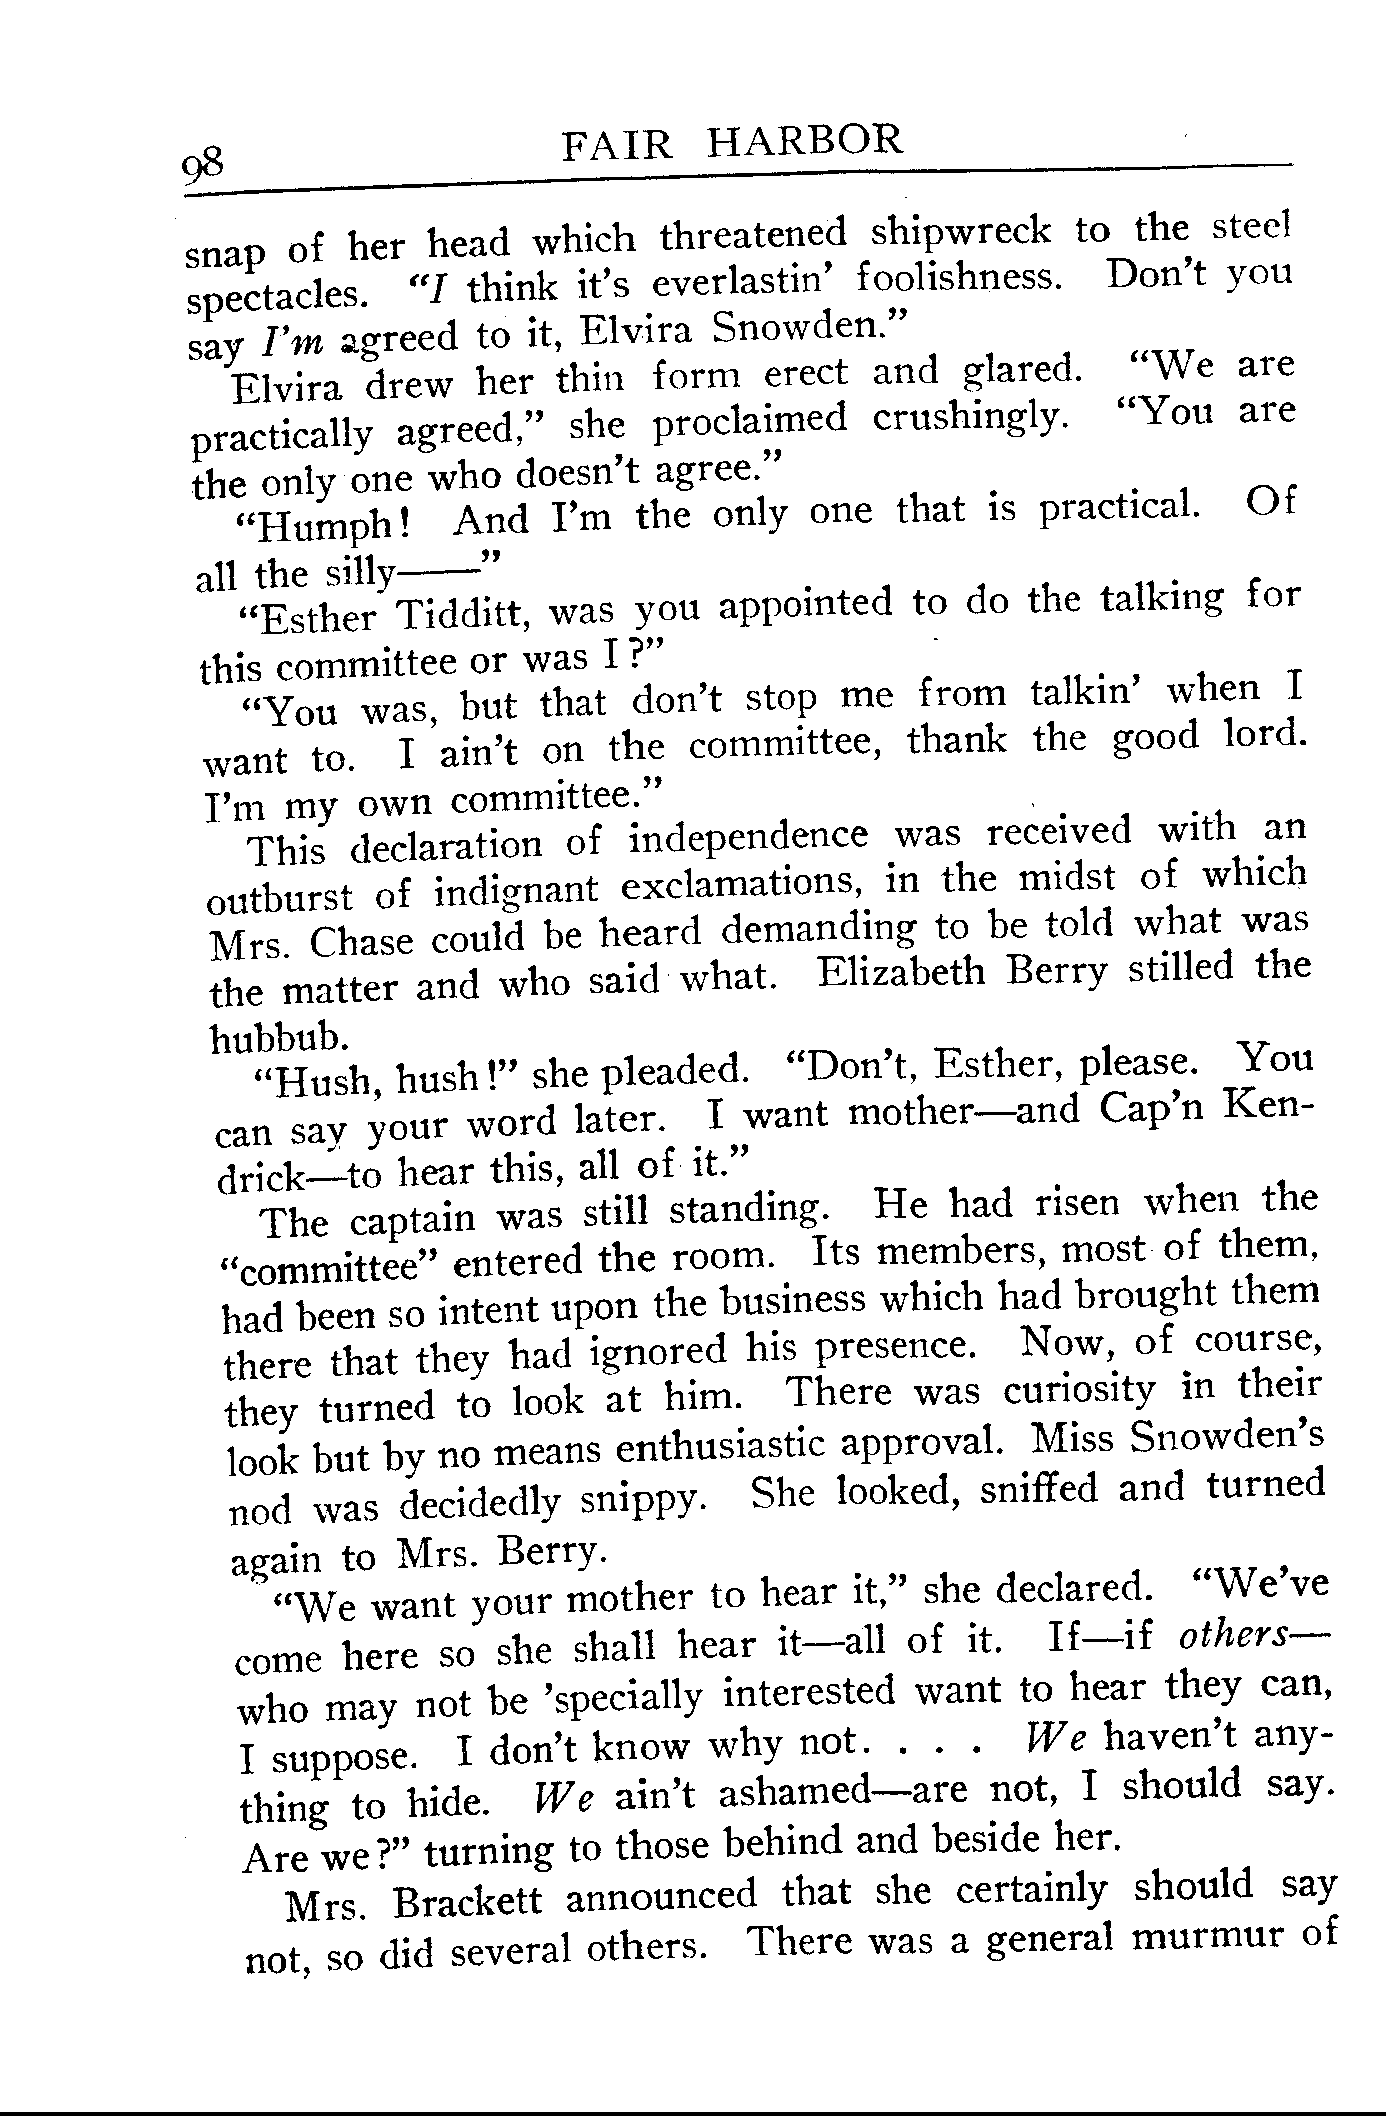 98 FAIR HARBOR
snap of her head which threatened shipwreck to the steel
spectacles. “I think it’s everlastin’ foolishness. Don’t you
say I’m agreed to it, Elvira Snowden.”
Elvira drew her thin form erect and glared. “We are
practically agreed,” she proclaimed crushingly. “You are
the only one who doesn’t agree.”
“Humph! And I’m the only one that is practical. Of
all the silly——”
“Esther Tidditt, was you appointed to do the talking for
this committee or was I?”
“You was, but that don’t stop me from talkin’ when I
want to. I ain’t on the committee, thank the good lord.
I’m my own committee.”
This declaration of independence was received with an
outburst of indignant exclamations, in the midst of which
Mrs. Chase could be heard demanding to be told what was
the matter and who said what. Elizabeth Berry stilled the
hubbub.
“Hush, hush!” she pleaded. “Don’t, Esther, please. You
can say your word later. I want mother—and Cap’n Ken-
drick—to hear this, all of it.”
The captain was still standing. He had risen when the
“committee” entered the room. Its members, most of them,
had been so intent upon the business which had brought them
there that they had ignored his presence. Now, of course,
they turned to look at him. There was curiosity in their
look but by no means enthusiastic approval. Miss Snowden’s
nod was decidedly snippy. She looked, sniffed and turned
again to Mrs. Berry.
“We want your mother to hear it,” she declared. “We’ve
come here so she shall hear it—all of it. If—if others—
who may not be ’specially interested want to hear they can,
I suppose. I don’t know why not. . . . We haven’t any-
thing to hide. We ain’t ashamed—are not, I should say.
Are we?” turning to those behind and beside her.
Mrs. Brackett announced that she certainly should say
not, so did several others. There was a general murmur of